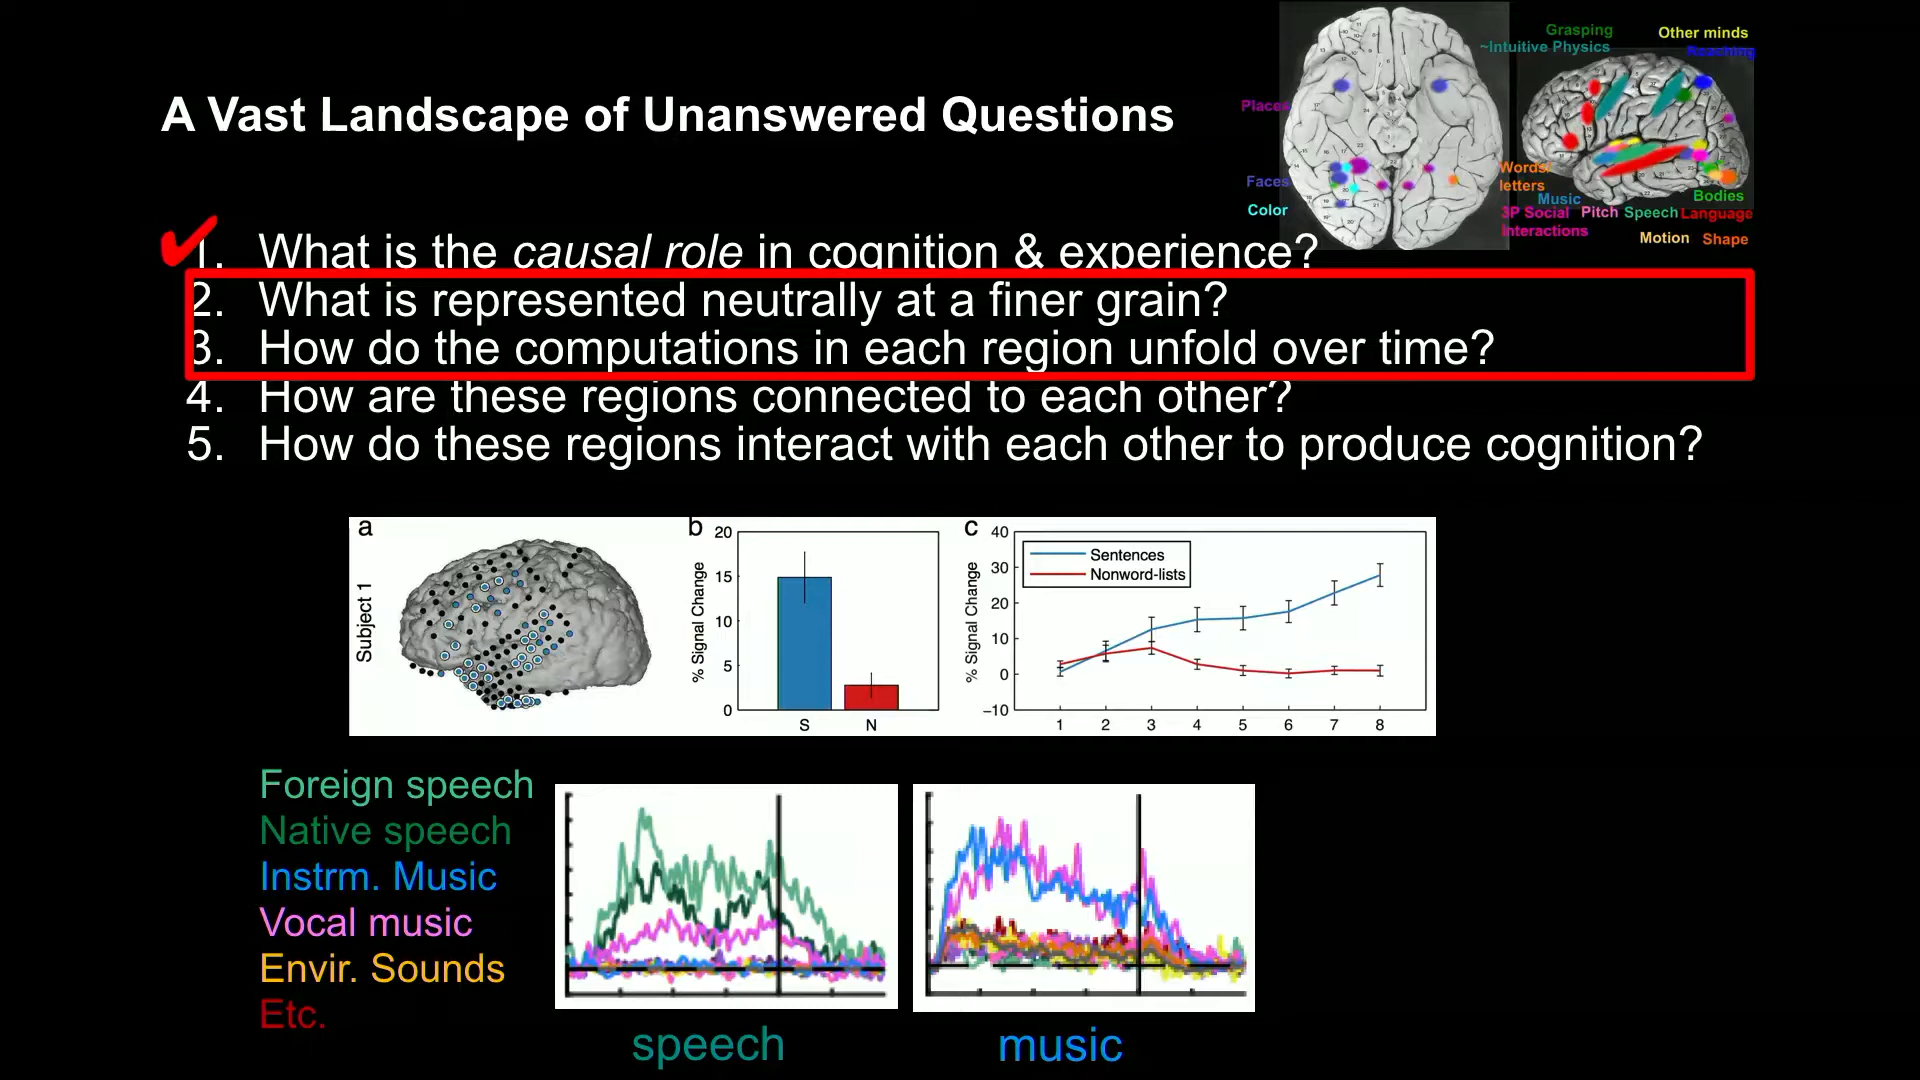 A Vast Landscape of Unanswered Questions
Grasping
~Intuitive Physics
Other minds
Reaching
Places
Faces
Color
Words/
letters
Music
3P Social
Interactions
Pitch
Speech
Language
Bodies
Motion
Shape
1. What is the causal role in cognition & experience?
2. What is represented neutrally at a finer grain?
3. How do the computations in each region unfold over time?
4. How are these regions connected to each other?
5. How do these regions interact with each other to produce cognition?
a
Subject 1
b
% Signal Change
20
15
10
5
0
S N
c
% Signal Change
40
30
20
10
0
−10
Sentences
Nonword-lists
1 2 3 4 5 6 7 8
Foreign speech
Native speech
Instrm. Music
Vocal music
Envir. Sounds
Etc.
speech
music